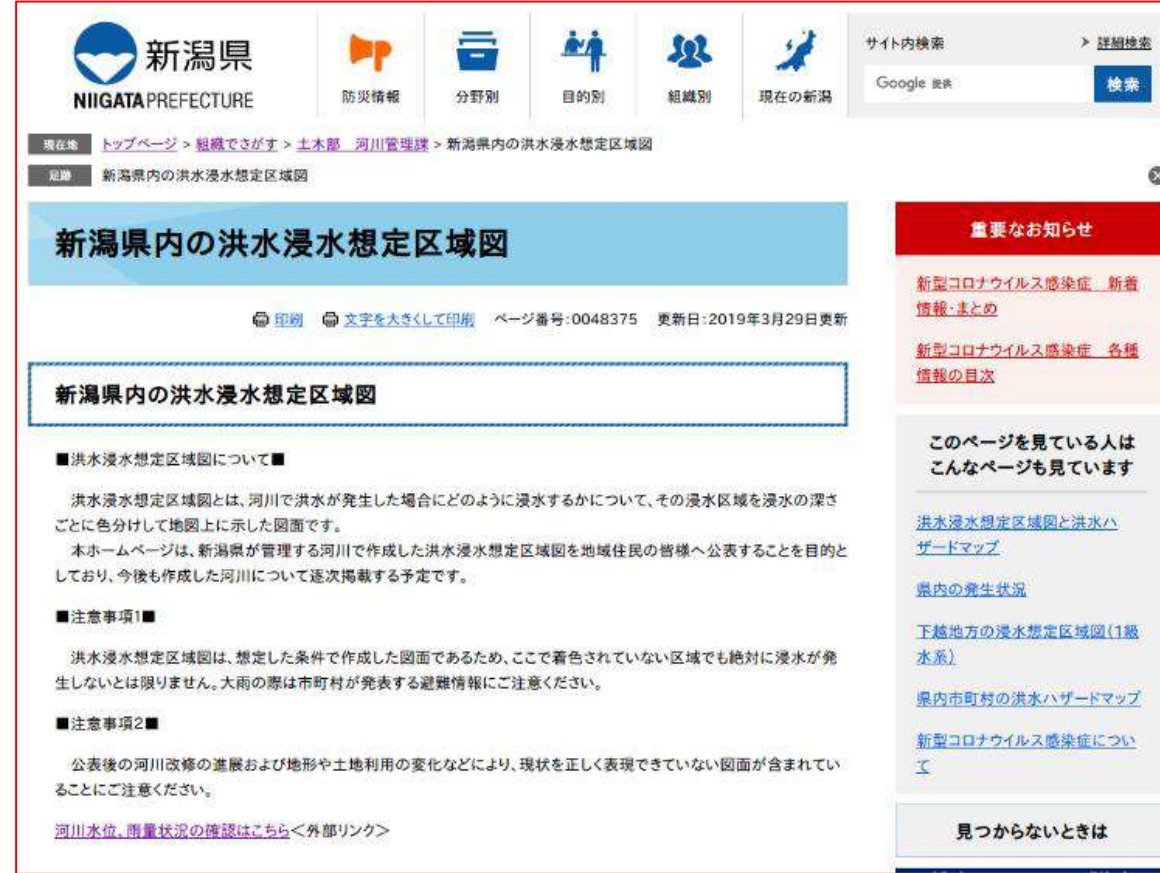 新潟県
NIIGATA PREFECTURE
防災情報
分野別
目的別
組織別
現在の新潟
サイト内検索
> 詳細検索
Google 提供
検索
現在地 トップページ > 組織でさがす > 土木部　河川管理課 > 新潟県内の洪水浸水想定区域図
足跡 新潟県内の洪水浸水想定区域図
新潟県内の洪水浸水想定区域図
印刷 文字を大きくして印刷 ページ番号:0048375 更新日:2019年3月29日更新
新潟県内の洪水浸水想定区域図
■洪水浸水想定区域図について■
　洪水浸水想定区域図とは、河川で洪水が発生した場合にどのように浸水するかについて、その浸水区域を浸水の深さ
ごとに色分けして地図上に示した図面です。
　本ホームページは、新潟県が管理する河川で作成した洪水浸水想定区域図を地域住民の皆様へ公表することを目的と
しており、今後も作成した河川について逐次掲載する予定です。
■注意事項1■
　洪水浸水想定区域図は、想定した条件で作成した図面であるため、ここで着色されていない区域でも絶対に浸水が発
生しないとは限りません。大雨の際は市町村が発表する避難情報にご注意ください。
■注意事項2■
　公表後の河川改修の進展および地形や土地利用の変化などにより、現状を正しく表現できていない図面が含まれてい
ることにご注意ください。
河川水位、雨量状況の確認はこちら<外部リンク>
重要なお知らせ
新型コロナウイルス感染症　新着
情報・まとめ
新型コロナウイルス感染症　各種
情報の目次
このページを見ている人は
こんなページも見ています
洪水浸水想定区域図と洪水ハ
ザードマップ
県内の発生状況
下越地方の浸水想定区域図(1級
水系)
県内市町村の洪水ハザードマップ
新型コロナウイルス感染症につい
て
見つからないときは